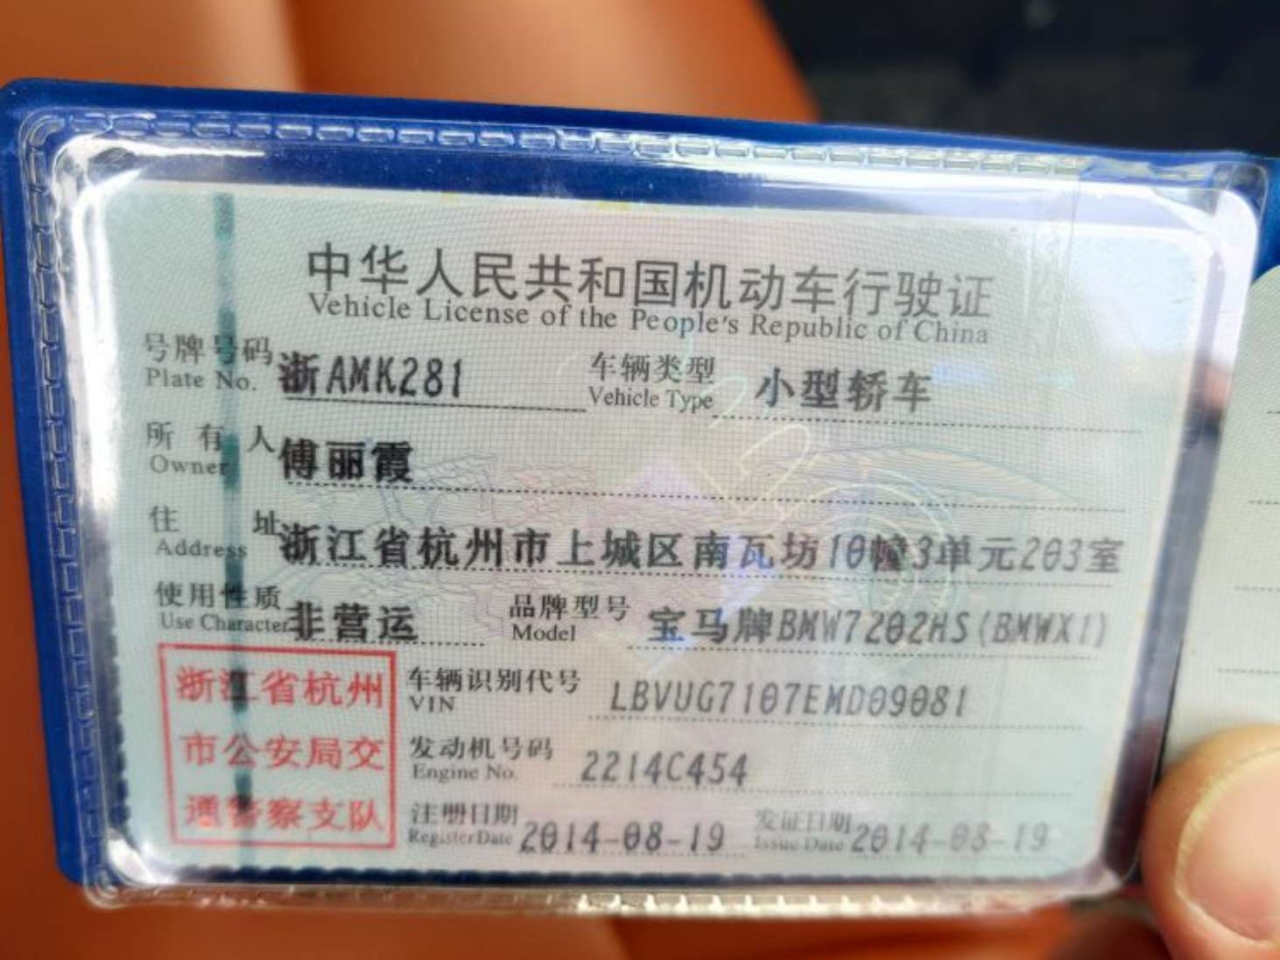 中华人民共和国机动车行驶证
Vehicle License of the People's Republic of China
号牌号码 浙AMK281 车辆类型 小型轿车
Plate No. Vehicle Type
所有人 傅丽霞
Owner
住址 浙江省杭州市上城区南瓦坊10幢3单元203室
Address
使用性质 非营运 品牌型号 宝马牌BMW7202HS(BMWX1)
Use Character Model
浙江省杭州
市公安局交
通警察支队
车辆识别代号 LBVUG7107EMD09081
VIN
发动机号码 2214C454
Engine No.
注册日期 2014-08-19 发证日期 2014-08-19
Register Date Issue Date